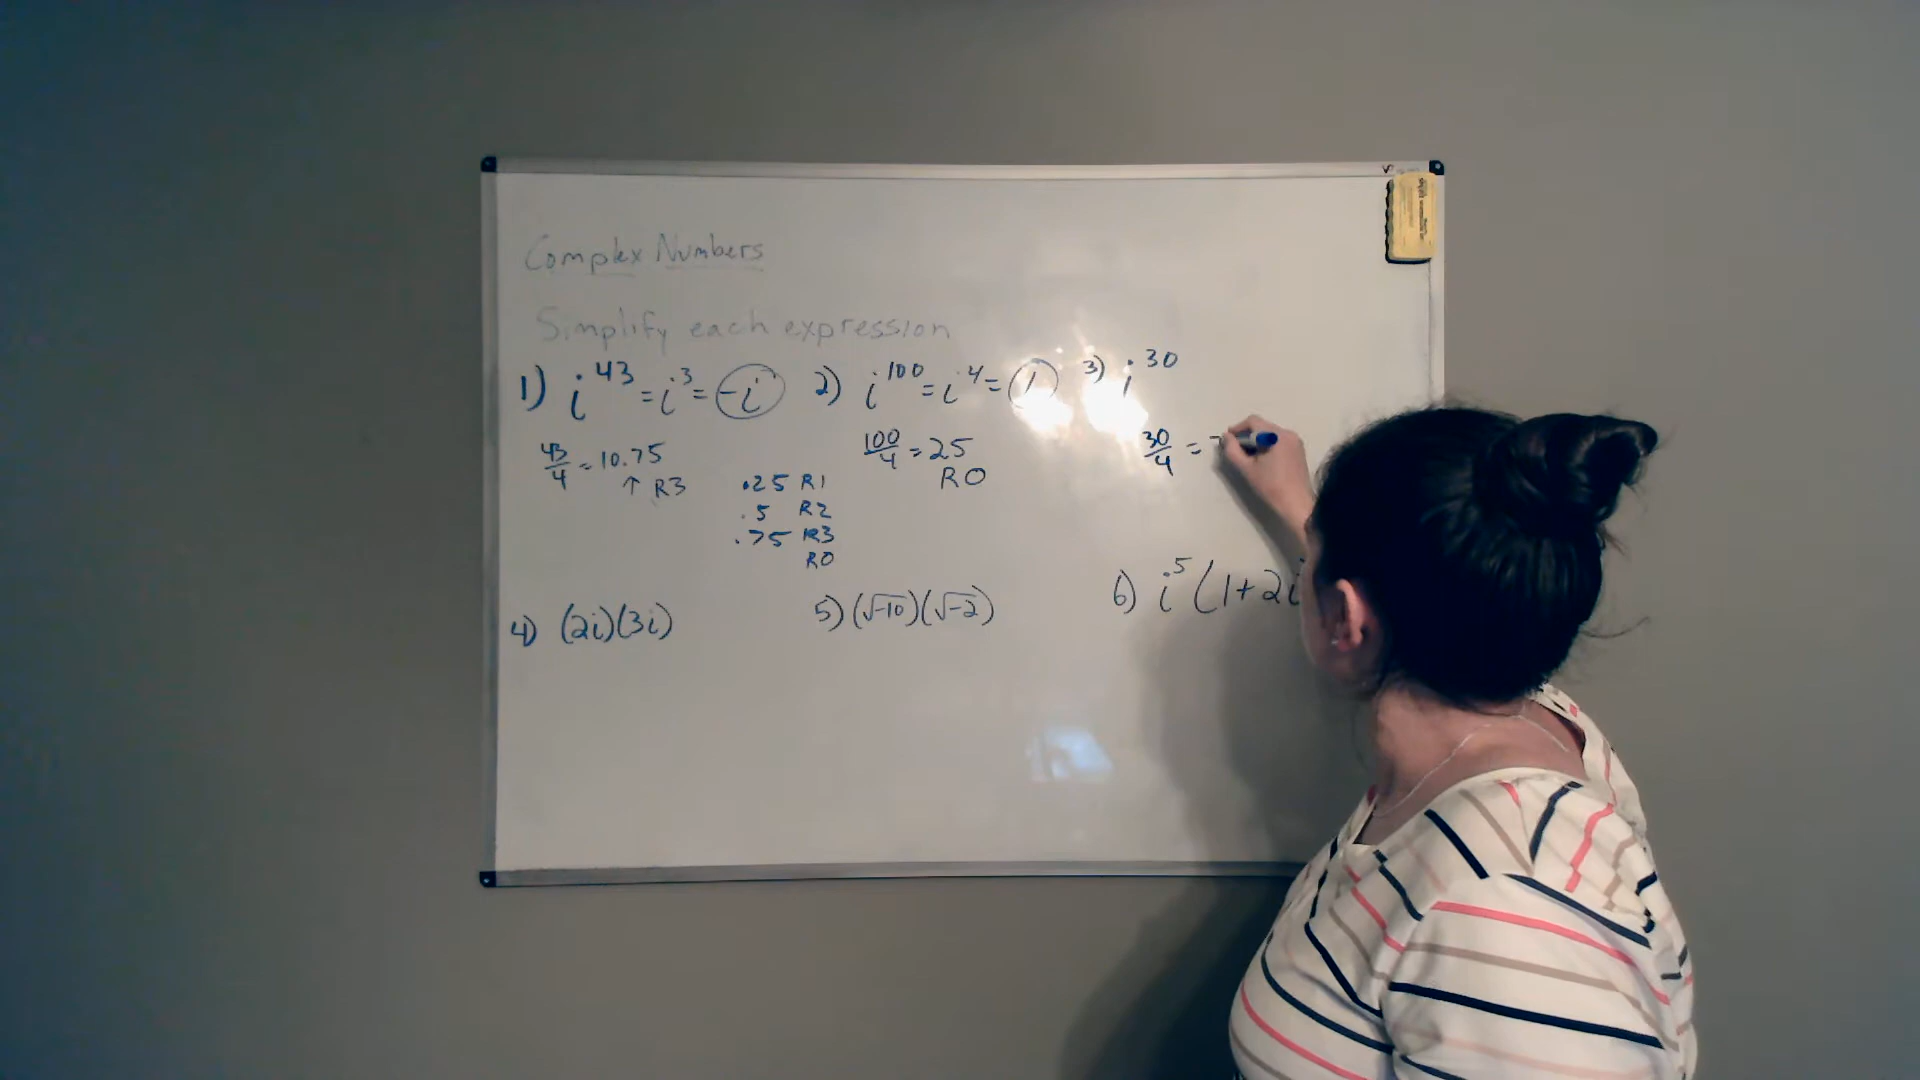 Complex Numbers
Simplify each expression
1) i^43 = i^3 = -i
43/4 = 10.75
↑ R3
.25 R1
.5 R2
.75 R3
R0
2) i^100 = i^4 = 1
100/4 = 25
R0
3) i^30
30/4 =
4) (2i)(3i)
5) (√-10)(√-2)
6) i^5 (1+2i